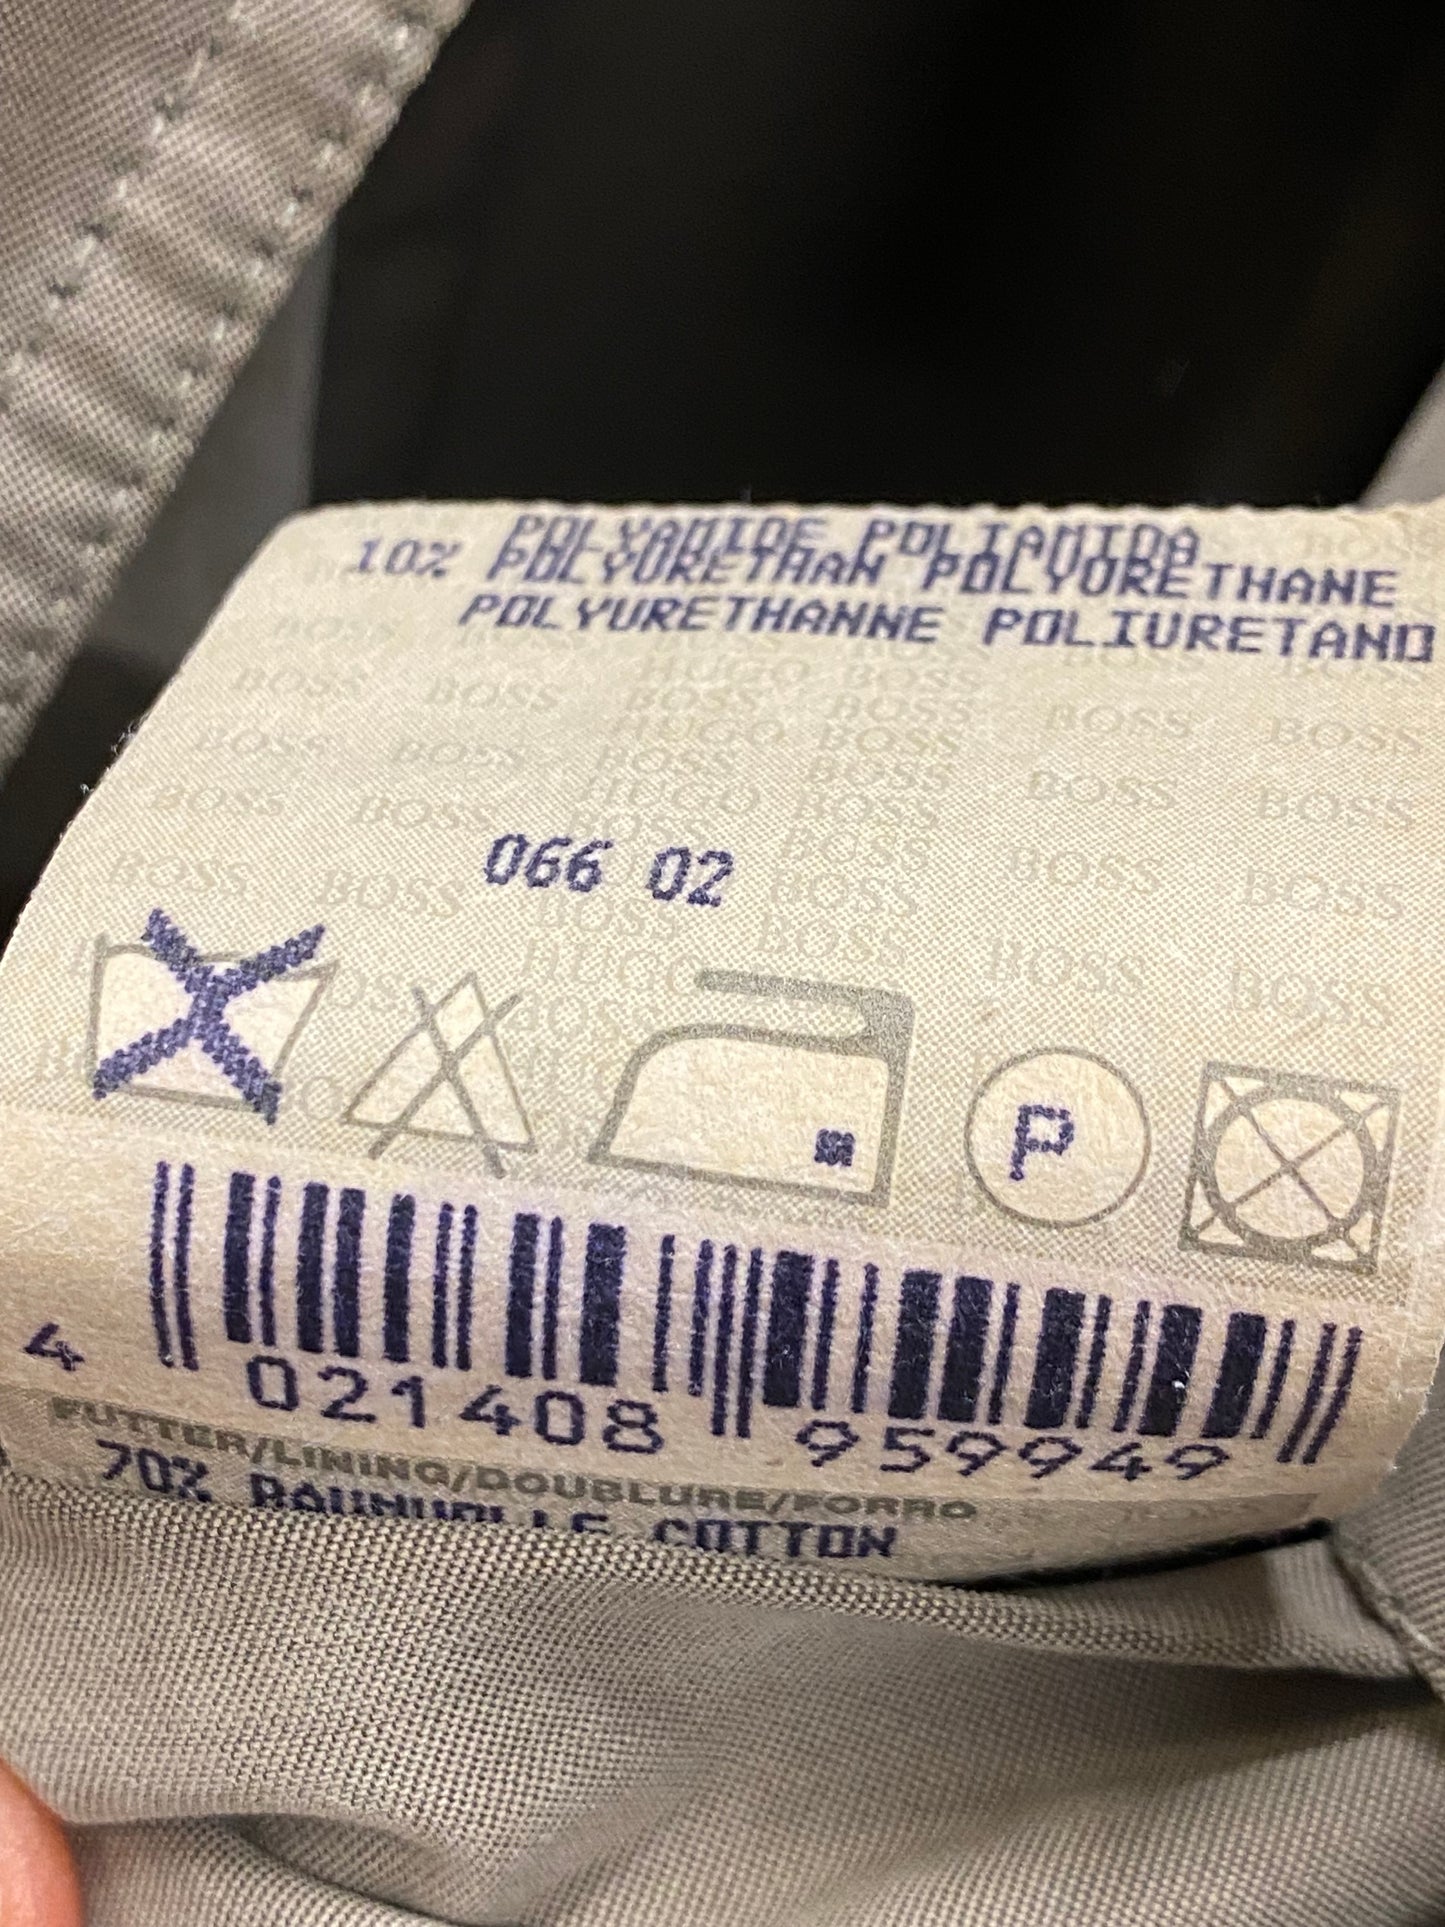 POLYAMIDE POLIAMIDA
10% POLYURETHAN POLYURETHANE
POLYURETHANNE POLIURETANO
066 02
P
4 021408 959949
FUTTER/LINING/DOUBLURE/FORRO
70% BAUMWOLLE COTTON